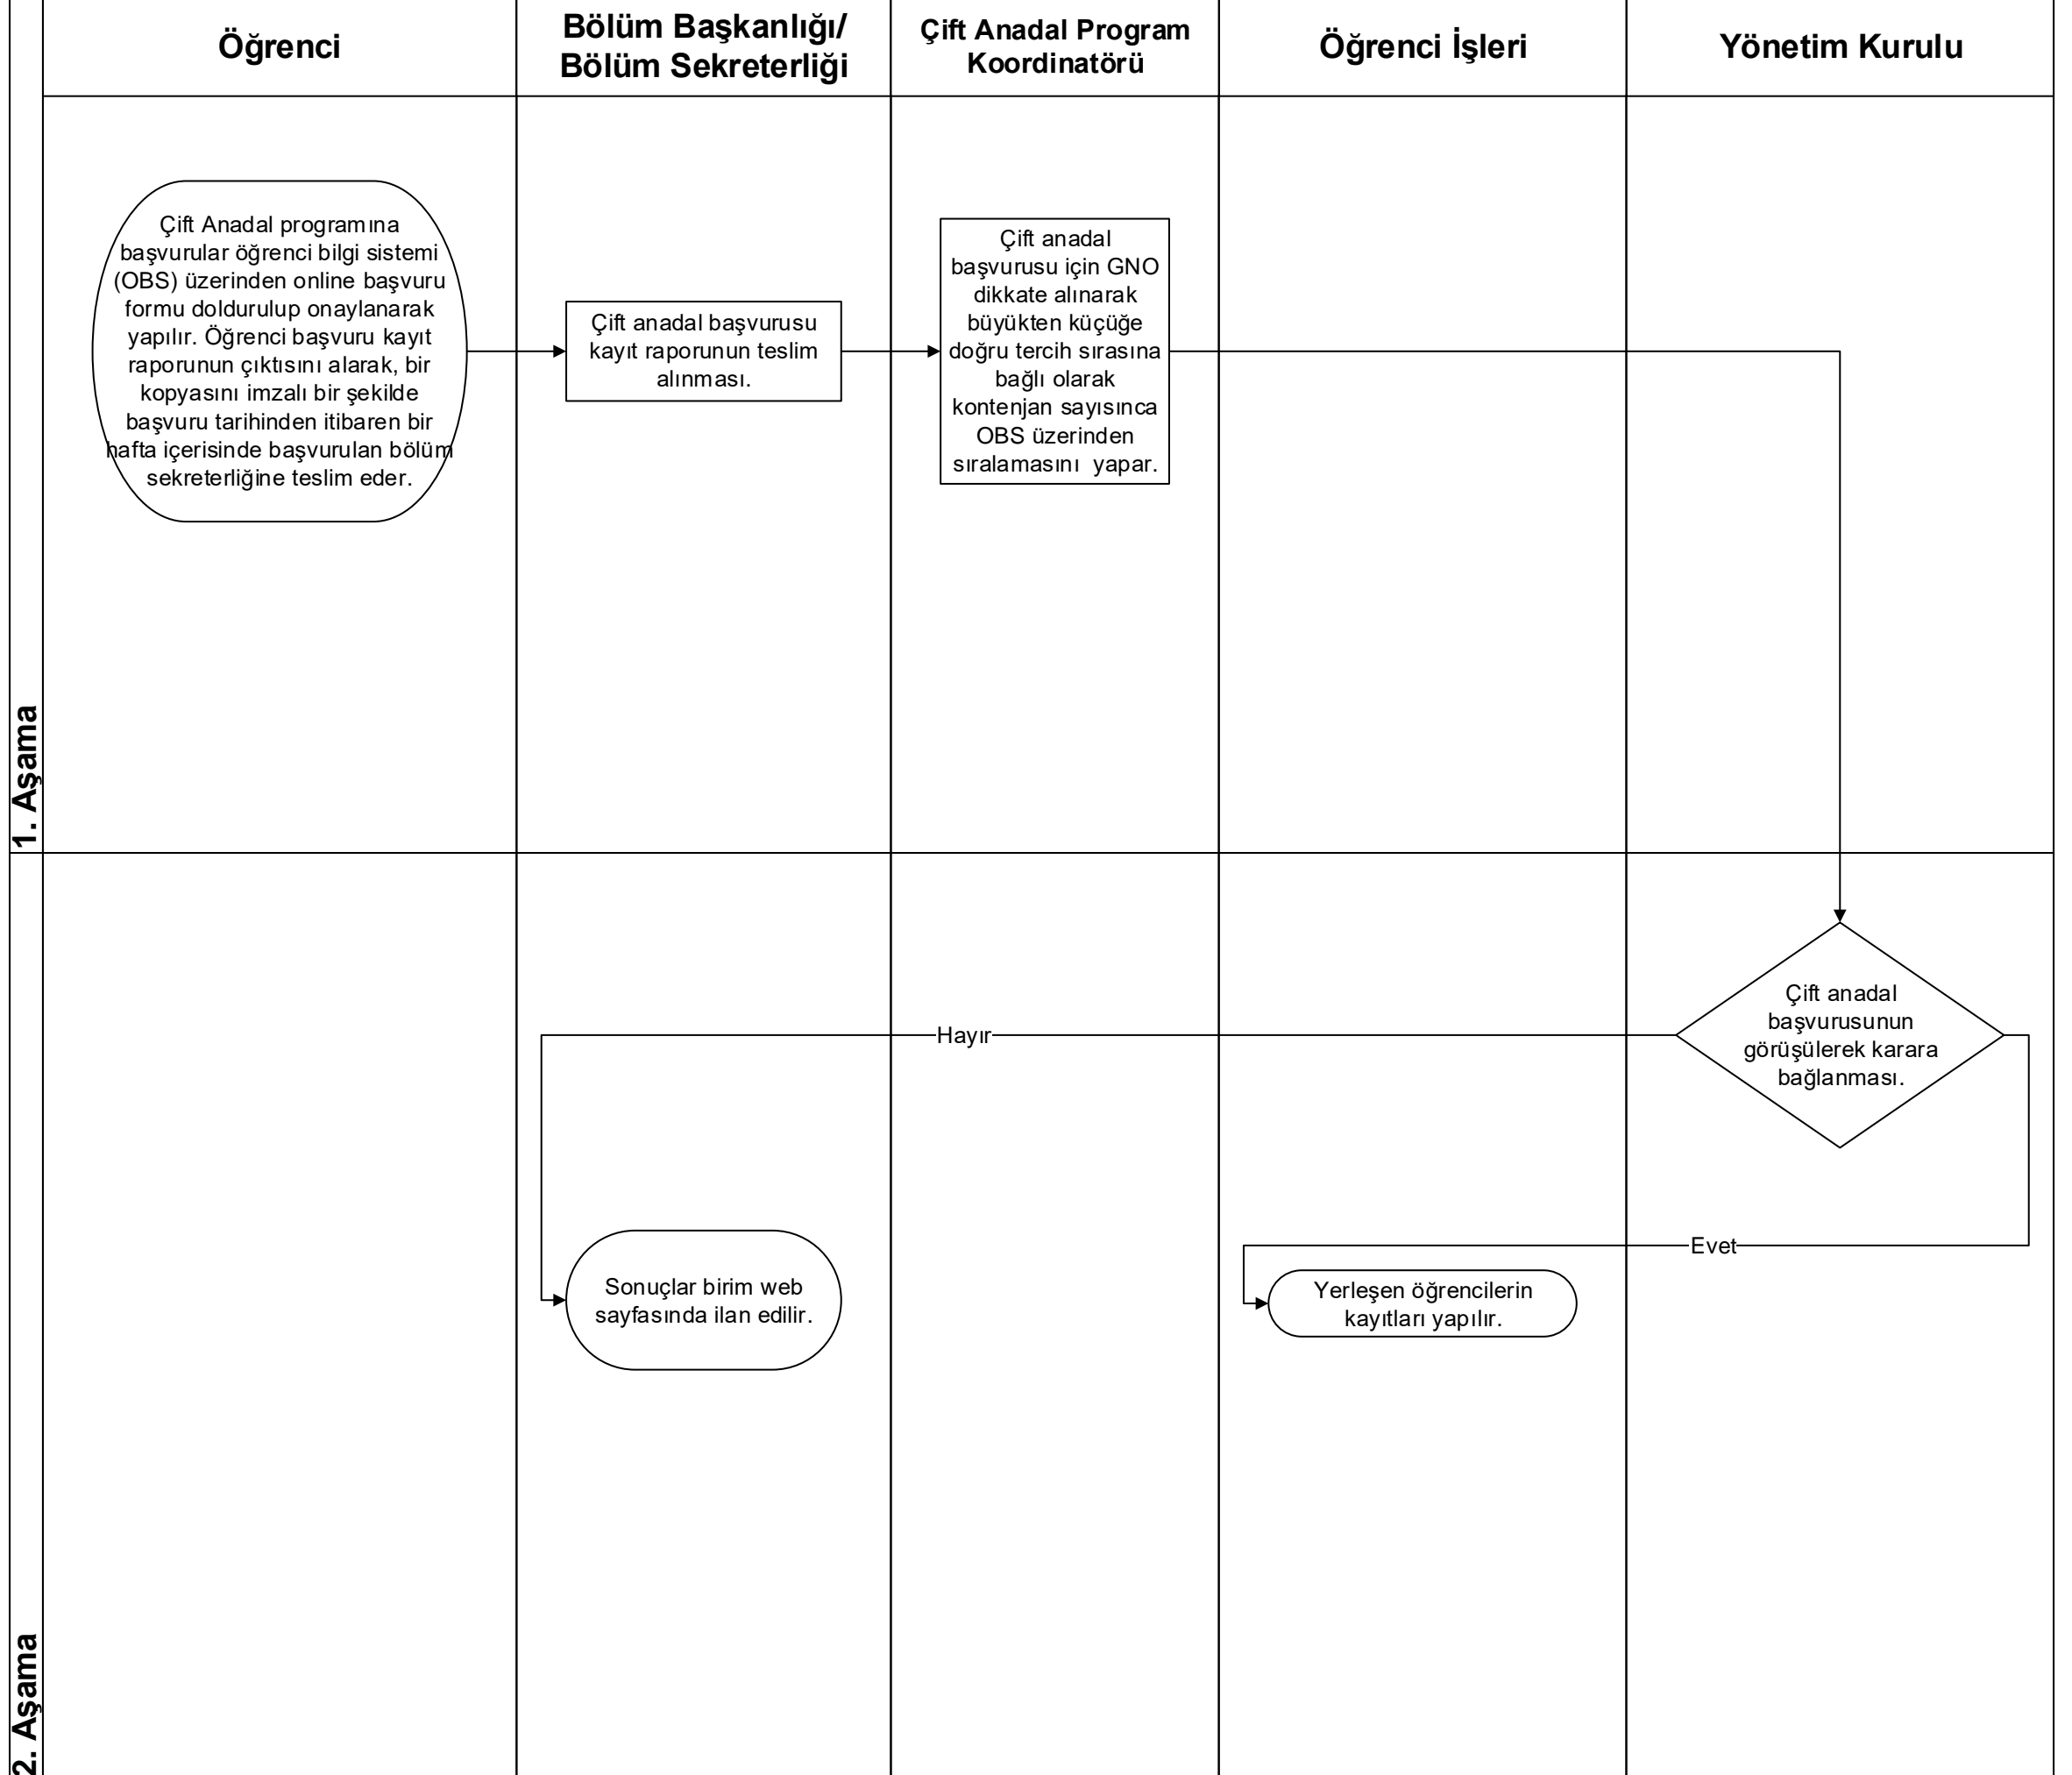 Öğrenci
Bölüm Başkanlığı/
Bölüm Sekreterliği
Çift Anadal Program
Koordinatörü
Öğrenci İşleri
Yönetim Kurulu
1. Aşama
Çift Anadal programına
başvurular öğrenci bilgi sistemi
(OBS) üzerinden online başvuru
formu doldurulup onaylanarak
yapılır. Öğrenci başvuru kayıt
raporunun çıktısını alarak, bir
kopyasını imzalı bir şekilde
başvuru tarihinden itibaren bir
hafta içerisinde başvurulan bölüm
sekreterliğine teslim eder.
Çift anadal başvurusu
kayıt raporunun teslim
alınması.
Çift anadal
başvurusu için GNO
dikkate alınarak
büyükten küçüğe
doğru tercih sırasına
bağlı olarak
kontenjan sayısınca
OBS üzerinden
sıralamasını  yapar.
2. Aşama
Çift anadal
başvurusunun
görüşülerek karara
bağlanması.
Hayır
Evet
Sonuçlar birim web
sayfasında ilan edilir.
Yerleşen öğrencilerin
kayıtları yapılır.